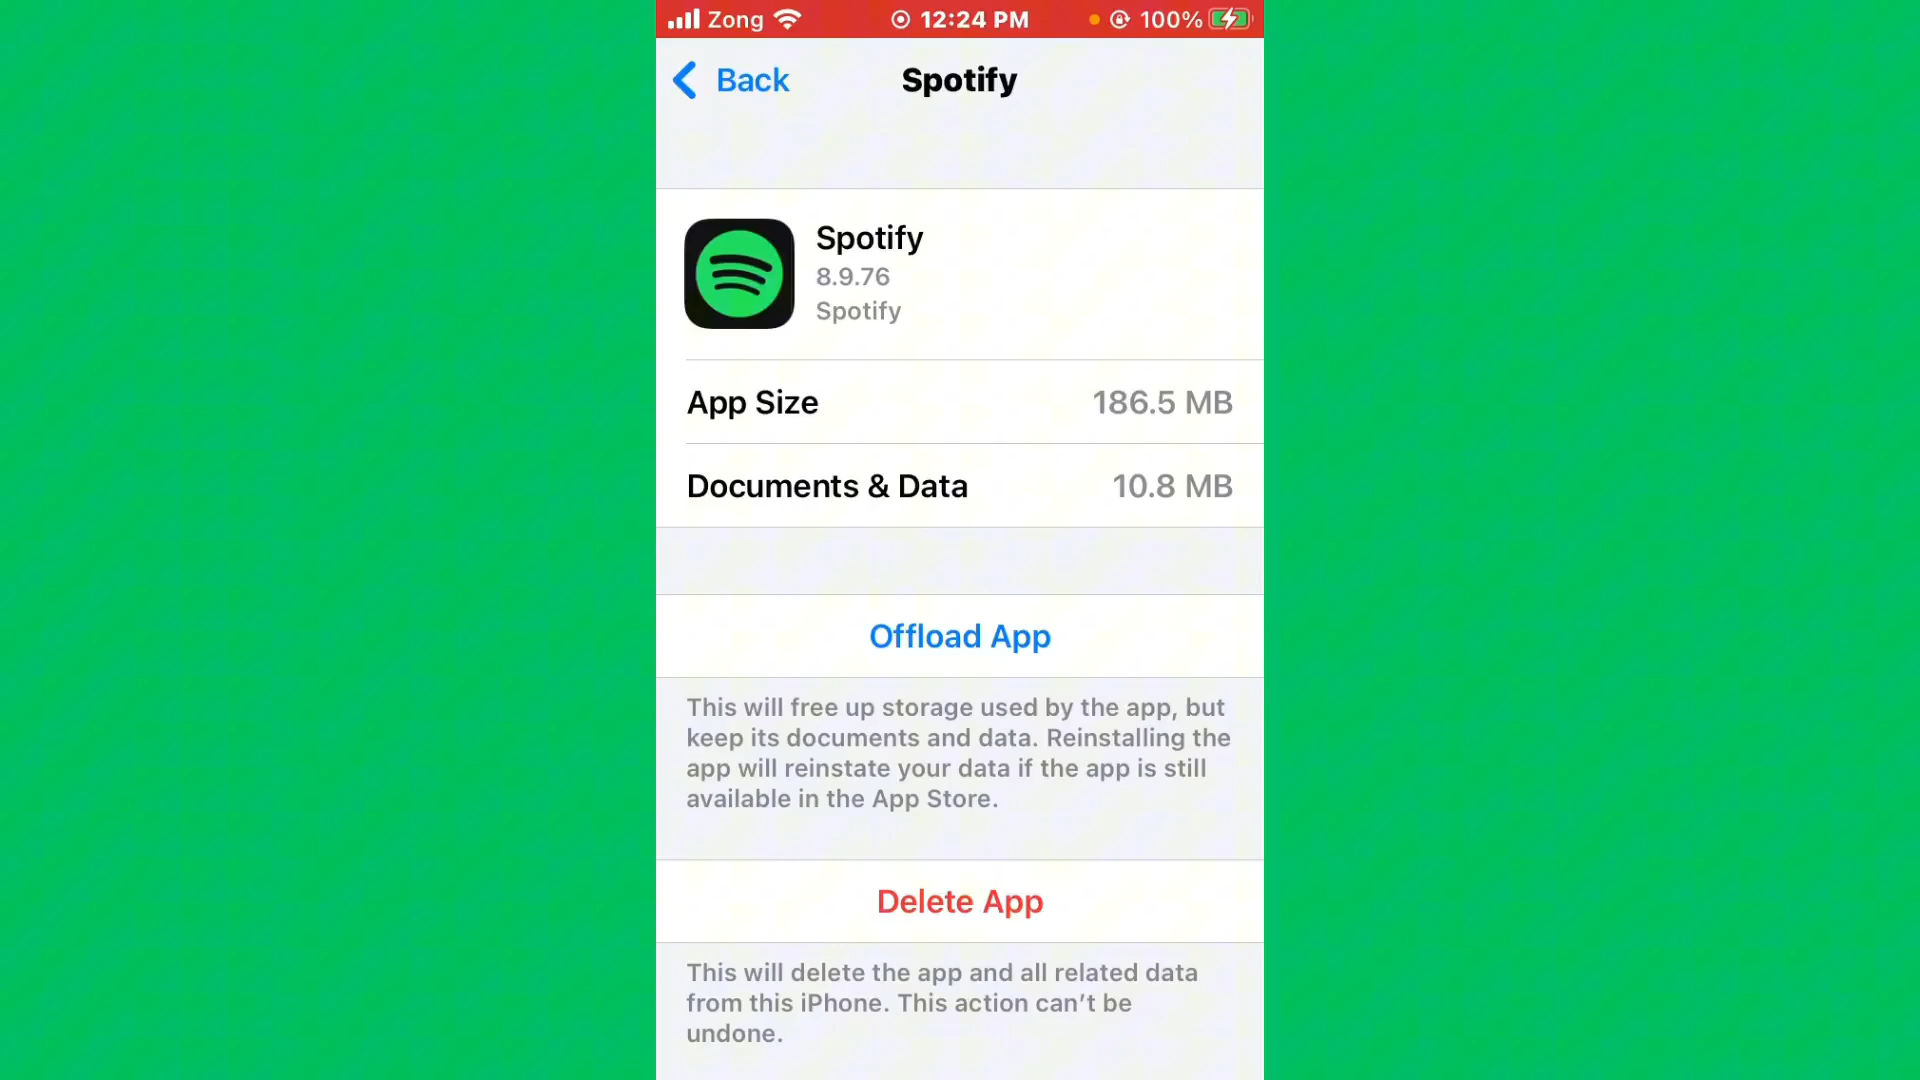 Zong 12:24 PM 100%
Back Spotify
Spotify
8.9.76
Spotify
App Size 186.5 MB
Documents & Data 10.8 MB
Offload App
This will free up storage used by the app, but
keep its documents and data. Reinstalling the
app will reinstate your data if the app is still
available in the App Store.
Delete App
This will delete the app and all related data
from this iPhone. This action can’t be
undone.